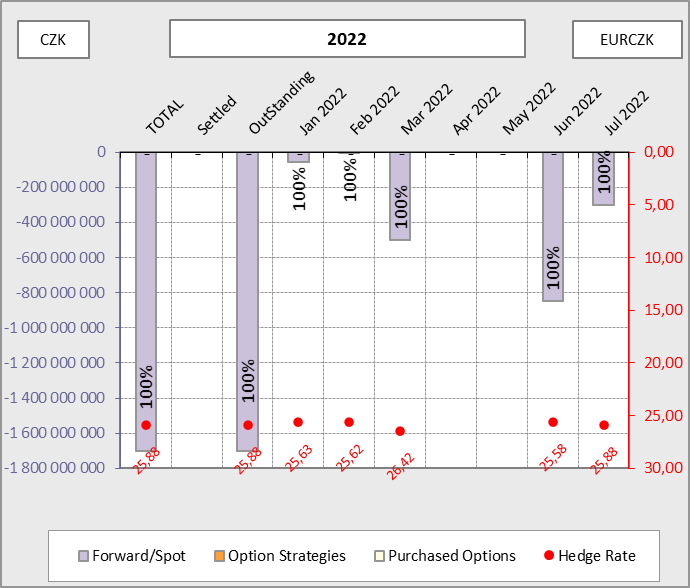 CZK
2022
EURCZK
TOTAL
Settled
OutStanding
Jan 2022
Feb 2022
Mar 2022
Apr 2022
May 2022
Jun 2022
Jul 2022
0
-200 000 000
-400 000 000
-600 000 000
-800 000 000
-1 000 000 000
-1 200 000 000
-1 400 000 000
-1 600 000 000
-1 800 000 000
100%
100%
100%
100%
100%
100%
100%
25,88
25,88
25,63
25,62
26,42
25,58
25,88
0,00
5,00
10,00
15,00
20,00
25,00
30,00
Forward/Spot
Option Strategies
Purchased Options
Hedge Rate